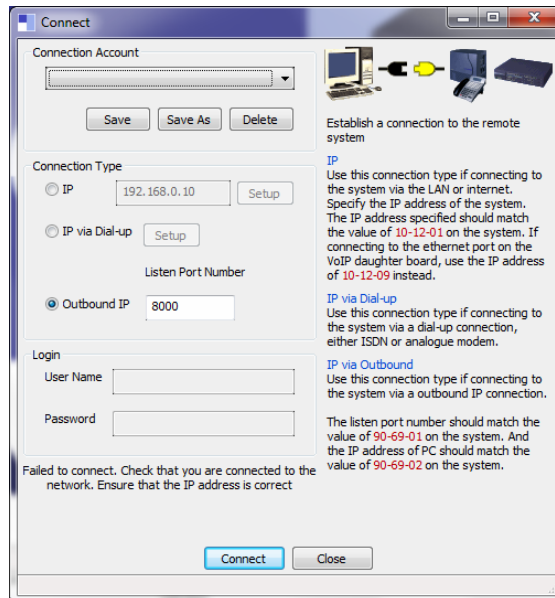 Connect
Connection Account
Save
Save As
Delete
Connection Type
IP
192.168.0.10
Setup
IP via Dial-up
Setup
Listen Port Number
Outbound IP
8000
Login
User Name
Password
Failed to connect. Check that you are connected to the
network. Ensure that the IP address is correct
Establish a connection to the remote
system
IP
Use this connection type if connecting to
the system via the LAN or internet.
Specify the IP address of the system.
The IP address specified should match
the value of 10-12-01 on the system. If
connecting to the ethernet port on the
VoIP daughter board, use the IP address
of 10-12-09 instead.
IP via Dial-up
Use this connection type if connecting to
the system via a dial-up connection,
either ISDN or analogue modem.
IP via Outbound
Use this connection type if connecting to
the system via a outbound IP connection.
The listen port number should match the
value of 90-69-01 on the system. And
the IP address of PC should match the
value of 90-69-02 on the system.
Connect
Close